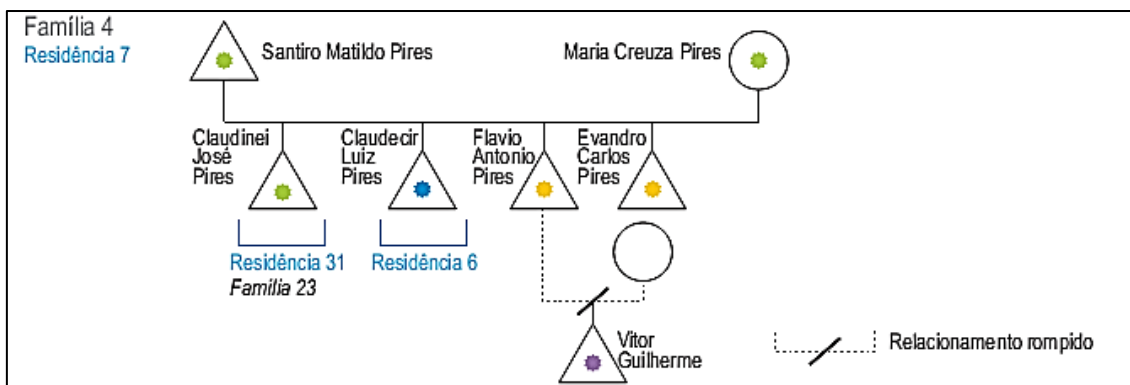 Família 4
Residência 7
Santiro Matildo Pires
Maria Creuza Pires
Claudinei
José
Pires
Claudecir
Luiz
Pires
Flavio
Antonio
Pires
Evandro
Carlos
Pires
Residência 31
Família 23
Residência 6
Vitor
Guilherme
Relacionamento rompido